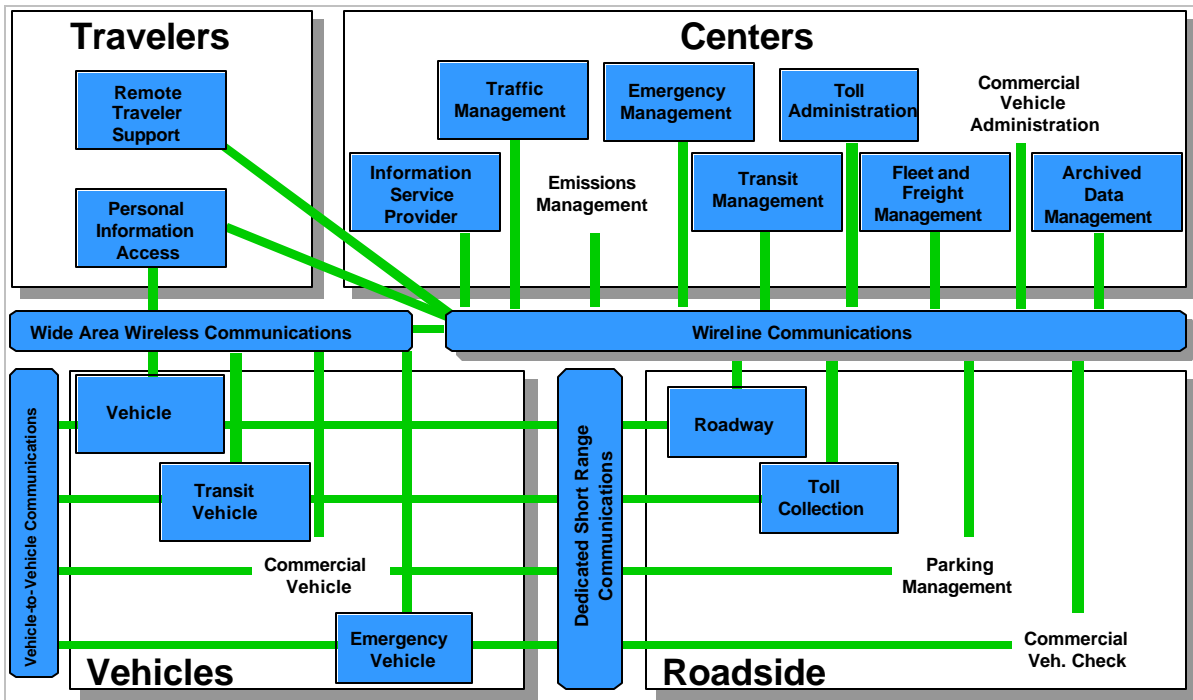 Travelers
Remote
Traveler
Support
Personal
Information
Access
Centers
Traffic
Management
Emergency
Management
Toll
Administration
Commercial
Vehicle
Administration
Information
Service
Provider
Emissions
Management
Transit
Management
Fleet and
Freight
Management
Archived
Data
Management
Wide Area Wireless Communications
Wireline Communications
Vehicle-to-Vehicle Communications
Vehicle
Transit
Vehicle
Commercial
Vehicle
Emergency
Vehicle
Vehicles
Dedicated Short Range
Communications
Roadway
Toll
Collection
Parking
Management
Commercial
Veh. Check
Roadside